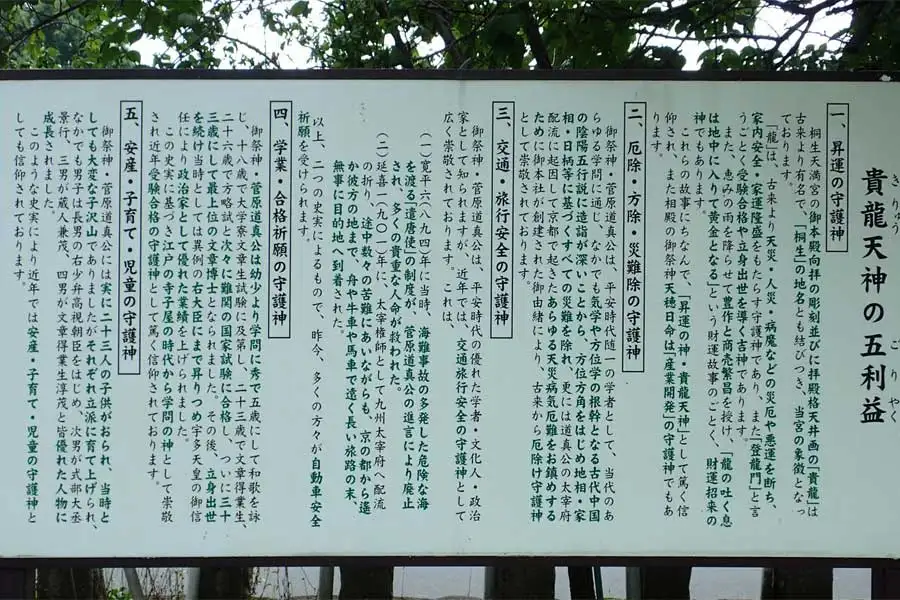 貴龍天神の五利益
きりゅう
ごりやく
一、昇運の守護神
桐生天満宮の御本殿向拝の彫刻並びに拝殿格天井画の「貴龍」は
古来より有名で、「桐生」の地名とも結びつき、当宮の象徴となっ
ております。
「龍」は、古来より天災・人災・病魔などの災厄や悪運を断ち、
家内安全・家運隆盛をもたらす守護神であり、また「登龍門」と言
うごとく受験合格や立身出世を導く吉神であります。
また、恵みの雨を降らせて豊作と商売繁昌を授け、「龍の吐く息
は地中に入りて黄金となる」という財運故事のごとく、財運招来の
神でもあります。
これらの故事にちなんで、「昇運の神・貴龍天神」として篤く信
仰され、また相殿の御祭神天穂日命は「産業開発」の守護神でもあ
ります。
二、厄除・方除・災難除の守護神
御祭神・菅原道真公は、平安時代随一の学者として、当代のあ
らゆる学問に通じ、なかでも気学や方位学の根幹となる古代中国
の陰陽五行説に造詣が深いことから、方位方角をはじめ地相・家
相・日柄等に基づくすべての災難を除れ、更には道真公の太宰府
配流に起因して京都で起きたあらゆる天災病気厄難をお鎮めする
ために御本社が創建された御由緒により、古来から厄除け守護神
として崇敬されております。
三、交通・旅行安全の守護神
御祭神・菅原道真公は、平安時代の優れた学者・文化人・政治
家として知られますが、近年では、交通旅行安全の守護神として
広く崇敬されております。これは、
(一)寛平六(八九四)年に当時、海難事故の多発した危険な海
を渡る「遣唐使」の制度が、菅原道真公の進言により廃止
され、多くの貴重な人命が救われた。
(二)延喜一(九〇一)年に、太宰権師として九州太宰府へ配流
の折り、途中数々の苦難にあいながらも、京の都から遙
か彼方の地まで、舟や牛車や馬車で遠く長い旅路の末、
無事に目的地へ到着された。
以上、二つの史実によるもので、昨今、多くの方々が自動車安全
祈願を受けられます。
四、学業・合格祈願の守護神
御祭神・菅原道真公は幼少より学問に秀で五歳にして和歌を詠
じ、十八歳で大学寮文章生試験に及第し、二十三歳で文章得業生、
二十六歳で方略試と次々に難関の国家試験に合格し、ついに三十
三歳にして最上位の文章博士となられました。その後、立身出世
を続け当時としては異例の右大臣にまで昇りつめ宇多天皇の御信
任により政治家として優れた業績を上げられました。
この史実に基づき江戸の寺子屋の時代から学問の神として崇敬
され近年受験合格の守護神として篤く信仰されております。
五、安産・子育て・児童の守護神
御祭神・菅原道真公には実に二十三人の子供がおられ、当時と
しても大変な子沢山でありましたがそれぞれ立派に育て上げられ、
なかでも男子は長男の右少弁高視朝臣をはじめ、次男が式部大丞
景行、三男が蔵人兼茂、四男が文章得業生淳茂と皆優れた人物に
成長されました。
このような史実により近年では安産・子育て・児童の守護神と
しても信仰されております。